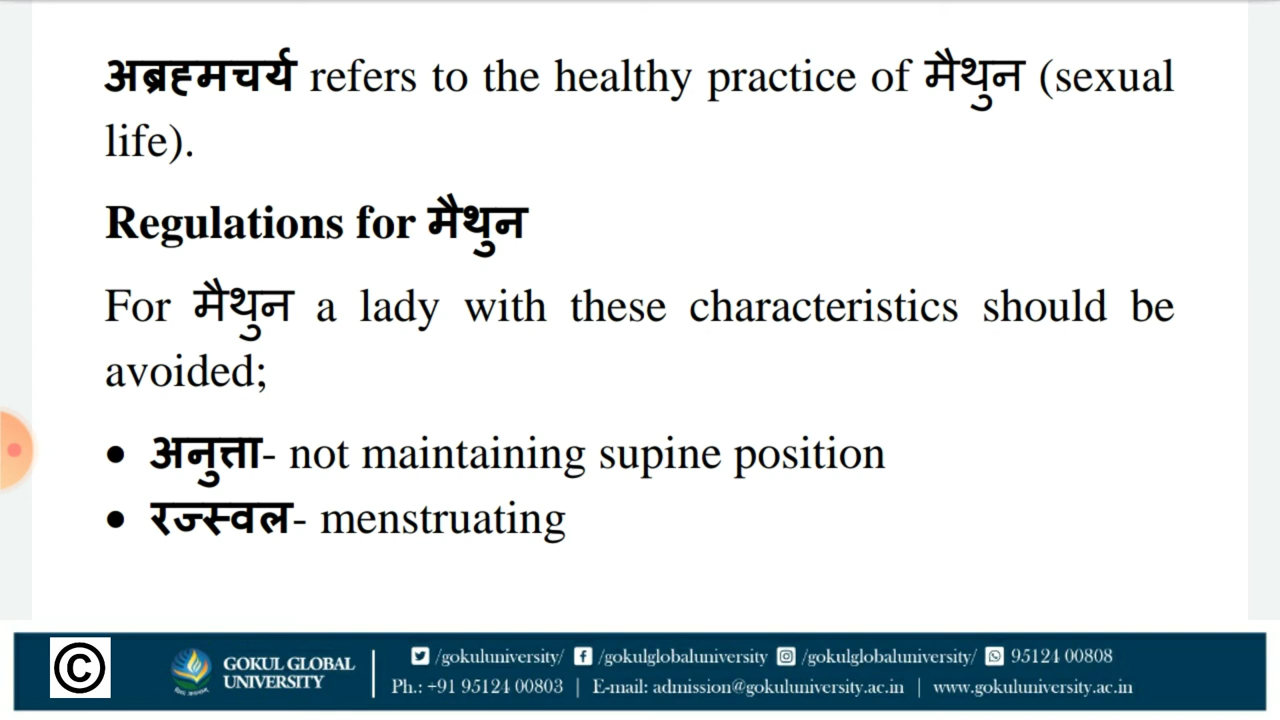 अब्रह्मचर्य refers to the healthy practice of मैथुन (sexual
life).
Regulations for मैथुन
For मैथुन a lady with these characteristics should be
avoided;
• अनुत्ता- not maintaining supine position
• रज्स्वल- menstruating
©
GOKUL GLOBAL
UNIVERSITY
/gokuluniversity/ /gokulglobaluniversity /gokulglobaluniversity/ 95124 00808
Ph.: +91 95124 00803 | E-mail: admission@gokuluniversity.ac.in | www.gokuluniversity.ac.in